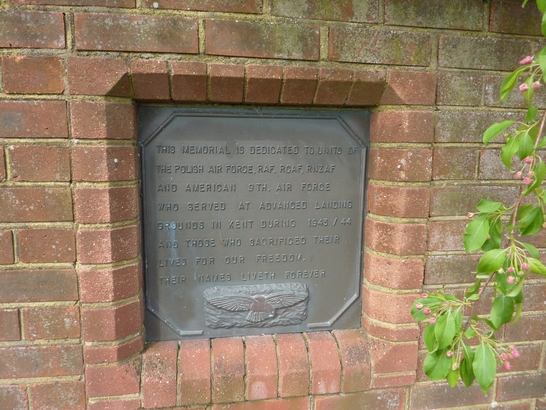 THIS MEMORIAL IS DEDICATED TO UNITS OF
THE POLISH AIR FORCE, RAF, RCAF, RNZAF
AND AMERICAN 9TH. AIR FORCE
WHO SERVED AT ADVANCED LANDING
GROUNDS IN KENT DURING 1943/44
AND THOSE WHO SACRIFICED THEIR
LIVES FOR OUR FREEDOM.
THEIR NAMES LIVETH FOREVER